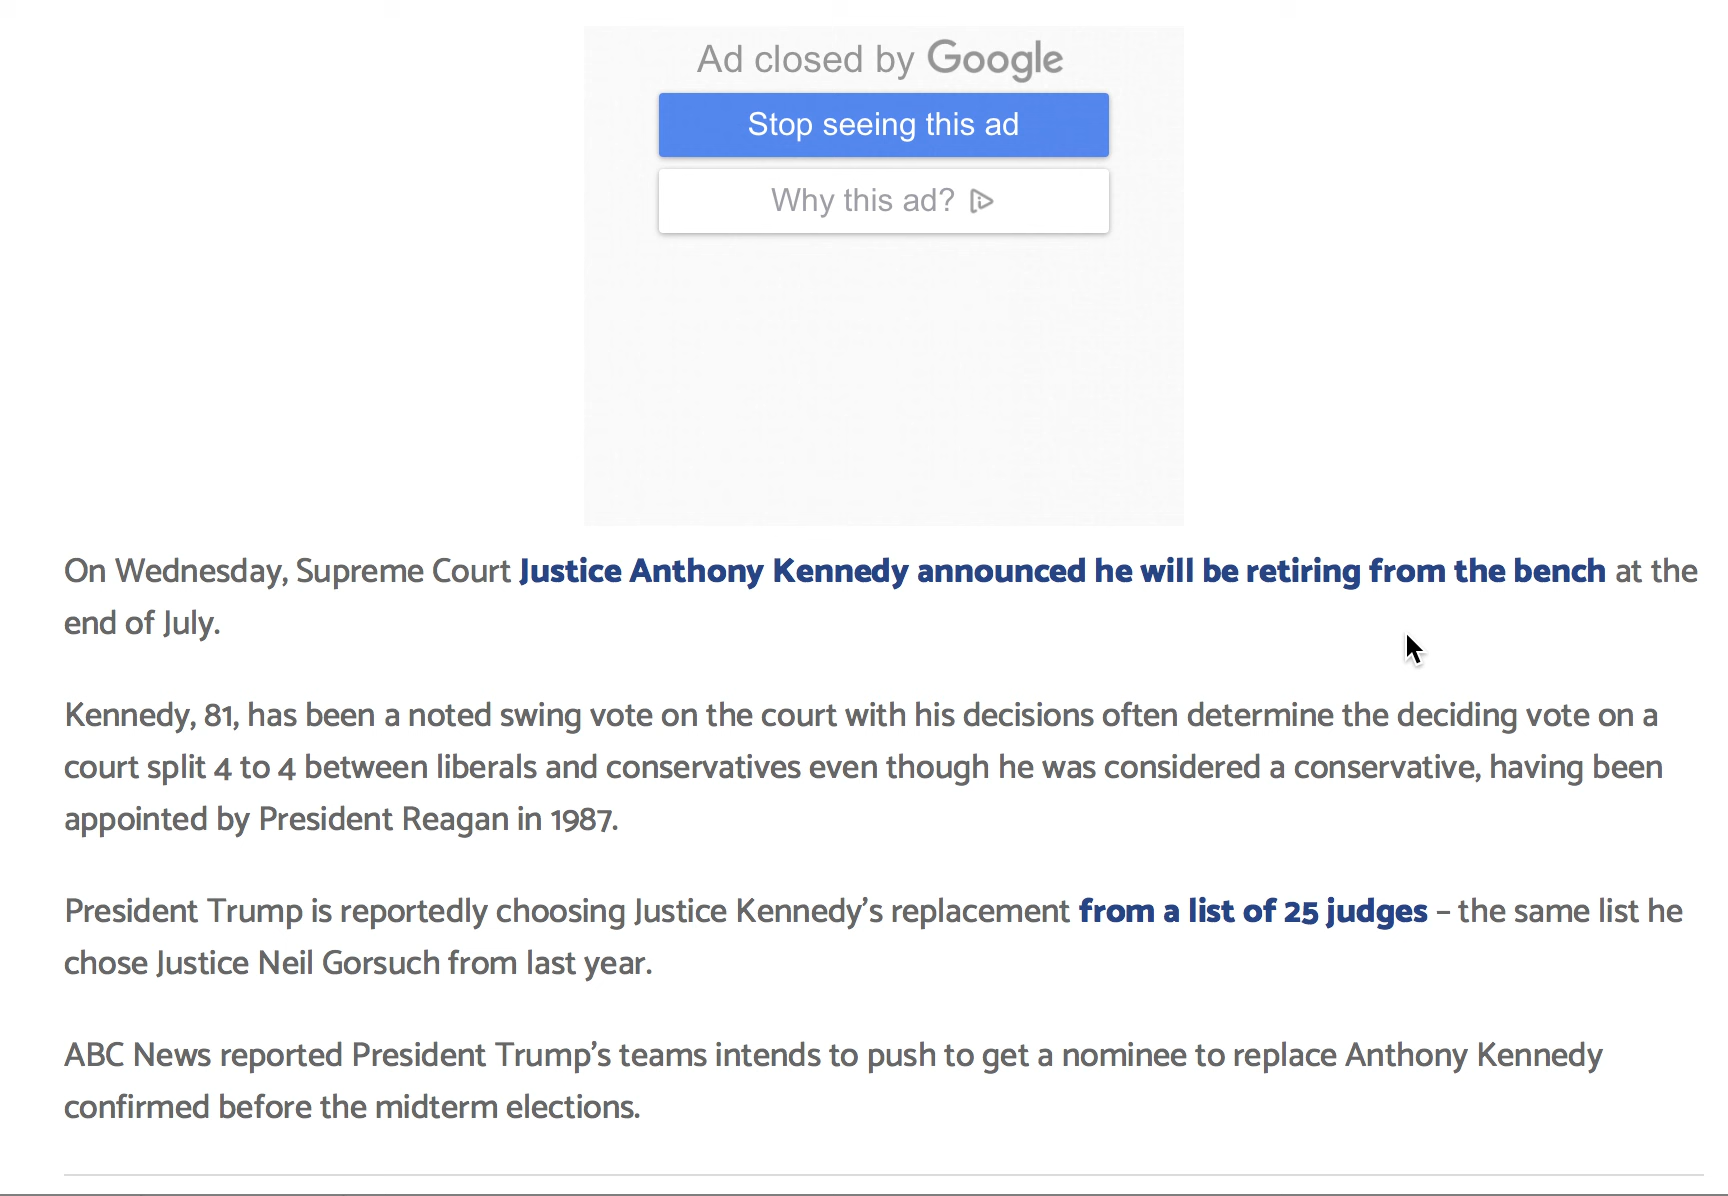 Ad closed by Google
Stop seeing this ad
Why this ad?
On Wednesday, Supreme Court Justice Anthony Kennedy announced he will be retiring from the bench at the
end of July.
Kennedy, 81, has been a noted swing vote on the court with his decisions often determine the deciding vote on a
court split 4 to 4 between liberals and conservatives even though he was considered a conservative, having been
appointed by President Reagan in 1987.
President Trump is reportedly choosing Justice Kennedy’s replacement from a list of 25 judges – the same list he
chose Justice Neil Gorsuch from last year.
ABC News reported President Trump’s teams intends to push to get a nominee to replace Anthony Kennedy
confirmed before the midterm elections.